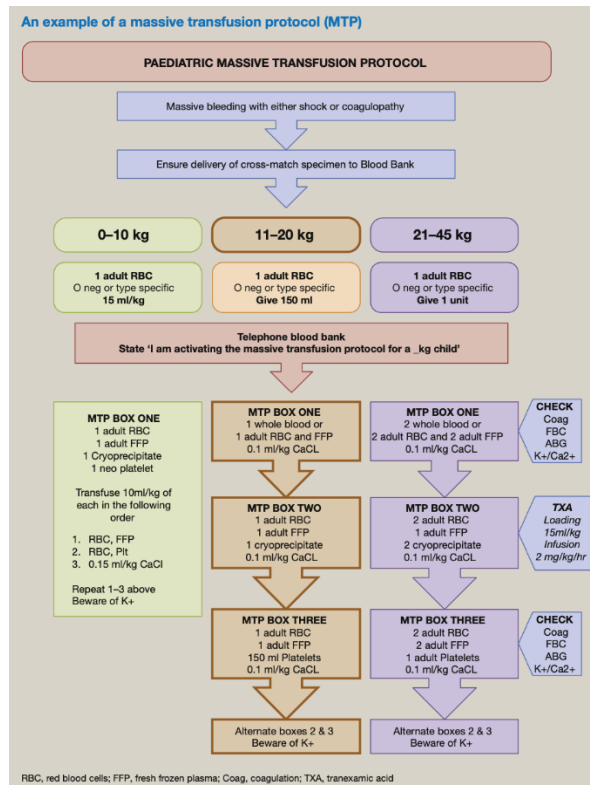 An example of a massive transfusion protocol (MTP)
PAEDIATRIC MASSIVE TRANSFUSION PROTOCOL
Massive bleeding with either shock or coagulopathy
Ensure delivery of cross-match specimen to Blood Bank
0–10 kg
11–20 kg
21–45 kg
1 adult RBC
O neg or type specific
15 ml/kg
1 adult RBC
O neg or type specific
Give 150 ml
1 adult RBC
O neg or type specific
Give 1 unit
Telephone blood bank
State ‘I am activating the massive transfusion protocol for a _kg child’
MTP BOX ONE
1 adult RBC
1 adult FFP
1 Cryoprecipitate
1 neo platelet
Transfuse 10ml/kg of
each in the following
order
1. RBC, FFP
2. RBC, Plt
3. 0.15 ml/kg CaCl
Repeat 1–3 above
Beware of K+
MTP BOX ONE
1 whole blood or
1 adult RBC and FFP
0.1 ml/kg CaCL
MTP BOX ONE
2 whole blood or
2 adult RBC and 2 adult FFP
0.1 ml/kg CaCL
CHECK
Coag
FBC
ABG
K+/Ca2+
MTP BOX TWO
1 adult RBC
1 adult FFP
1 cryoprecipitate
0.1 ml/kg CaCL
MTP BOX TWO
2 adult RBC
2 adult FFP
2 cryoprecipitate
0.1 ml/kg CaCL
TXA
Loading
15ml/kg
Infusion
2 mg/kg/hr
MTP BOX THREE
1 adult RBC
1 adult FFP
150 ml Platelets
0.1 ml/kg CaCL
MTP BOX THREE
2 adult RBC
2 adult FFP
1 adult Platelets
0.1 ml/kg CaCL
CHECK
Coag
FBC
ABG
K+/Ca2+
Alternate boxes 2 & 3
Beware of K+
Alternate boxes 2 & 3
Beware of K+
RBC, red blood cells; FFP, fresh frozen plasma; Coag, coagulation; TXA, tranexamic acid